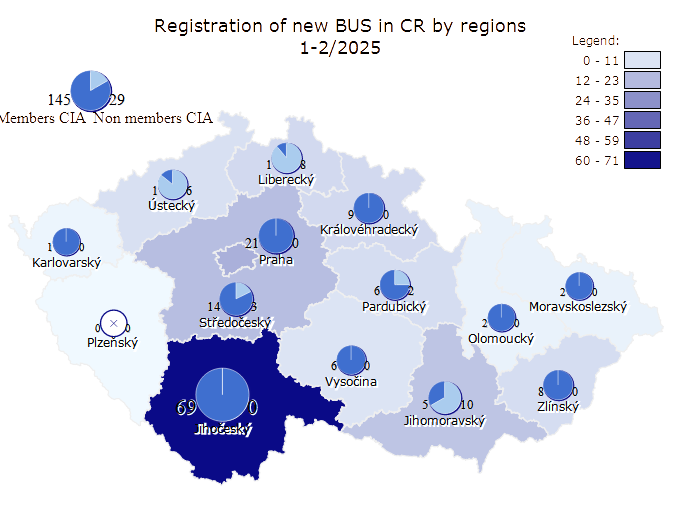 Registration of new BUS in CR by regions
1-2/2025
Legend:
0 - 11
12 - 23
24 - 35
36 - 47
48 - 59
60 - 71
145 29
Members CIA Non members CIA
1 8
Liberecký
1 6
Ústecký
9 0
Královéhradecký
21 0
Praha
1 0
Karlovarský
6 2
Pardubický
2 0
Moravskoslezský
14 3
Středočeský
0 0
Plzeňský
2 0
Olomoucký
6 0
Vysočina
8 0
Zlínský
69 0
Jihočeský
5 10
Jihomoravský